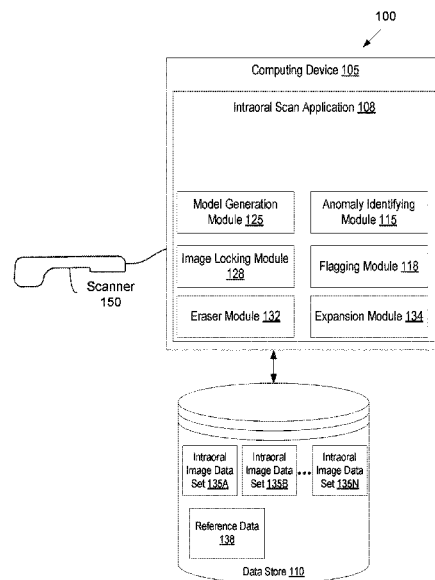 100
Computing Device 105
Intraoral Scan Application 108
Model Generation
Module 125
Anomaly Identifying
Module 115
Image Locking Module
128
Flagging Module 118
Eraser Module 132
Expansion Module 134
Scanner
150
Intraoral
Image Data
Set 135A
Intraoral
Image Data
Set 135B
...
Intraoral
Image Data
Set 135N
Reference Data
138
Data Store 110